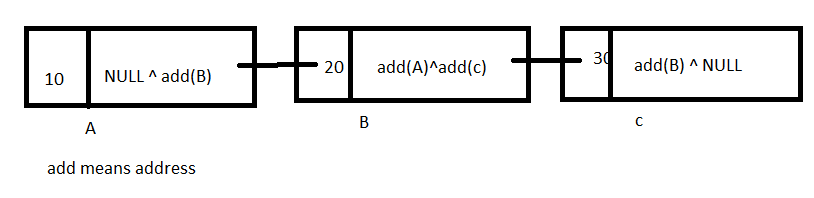 10 NULL ^ add(B) 20 add(A)^add(c) 30 add(B) ^ NULL
A B c
add means address